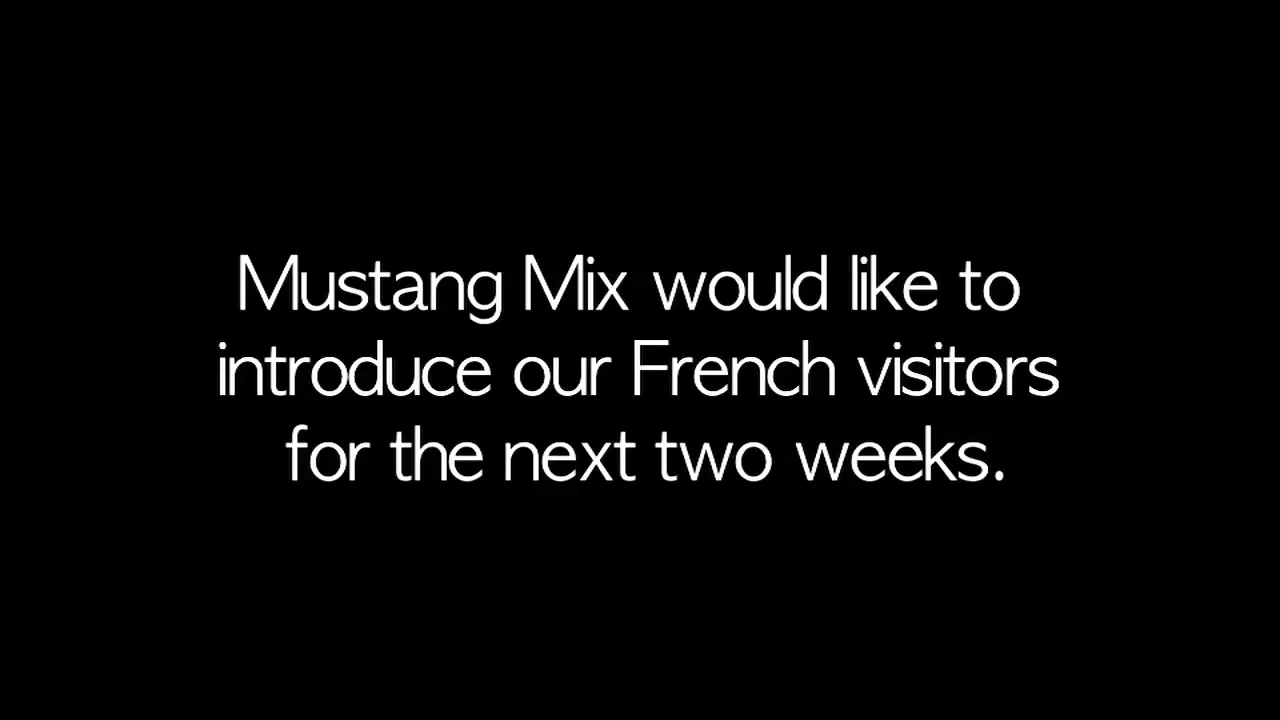 Mustang Mix would like to
introduce our French visitors
for the next two weeks.